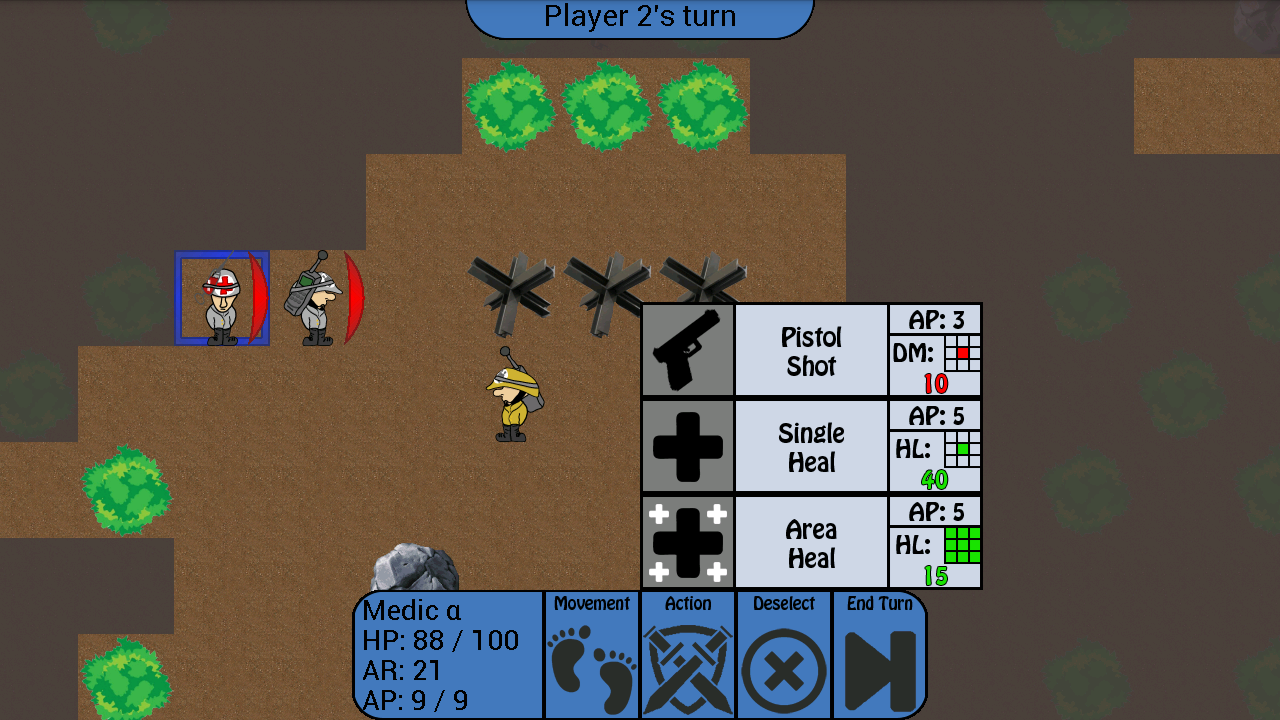 Player 2's turn
Pistol
Shot
AP: 3
DM:
10
Single
Heal
AP: 5
HL:
40
Area
Heal
AP: 5
HL:
15
Medic α
HP: 88 / 100
AR: 21
AP: 9 / 9
Movement
Action
Deselect
End Turn